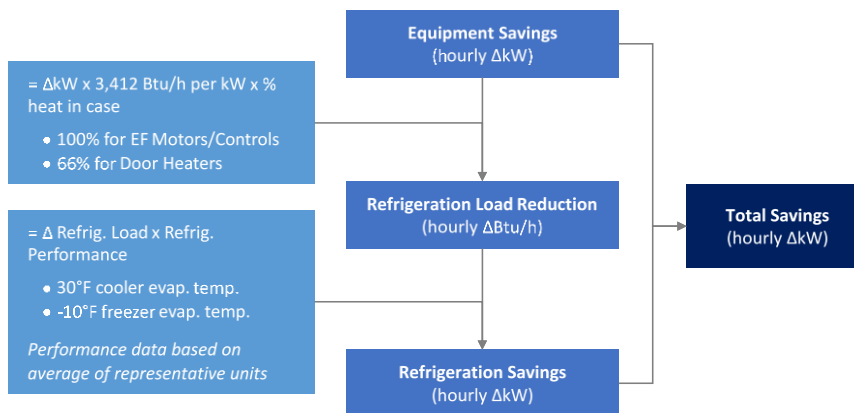 Equipment Savings
(hourly ΔkW)
= ΔkW x 3,412 Btu/h per kW x %
heat in case
• 100% for EF Motors/Controls
• 66% for Door Heaters
Refrigeration Load Reduction
(hourly ΔBtu/h)
Total Savings
(hourly ΔkW)
= Δ Refrig. Load x Refrig.
Performance
• 30°F cooler evap. temp.
• -10°F freezer evap. temp.
Performance data based on
average of representative units
Refrigeration Savings
(hourly ΔkW)